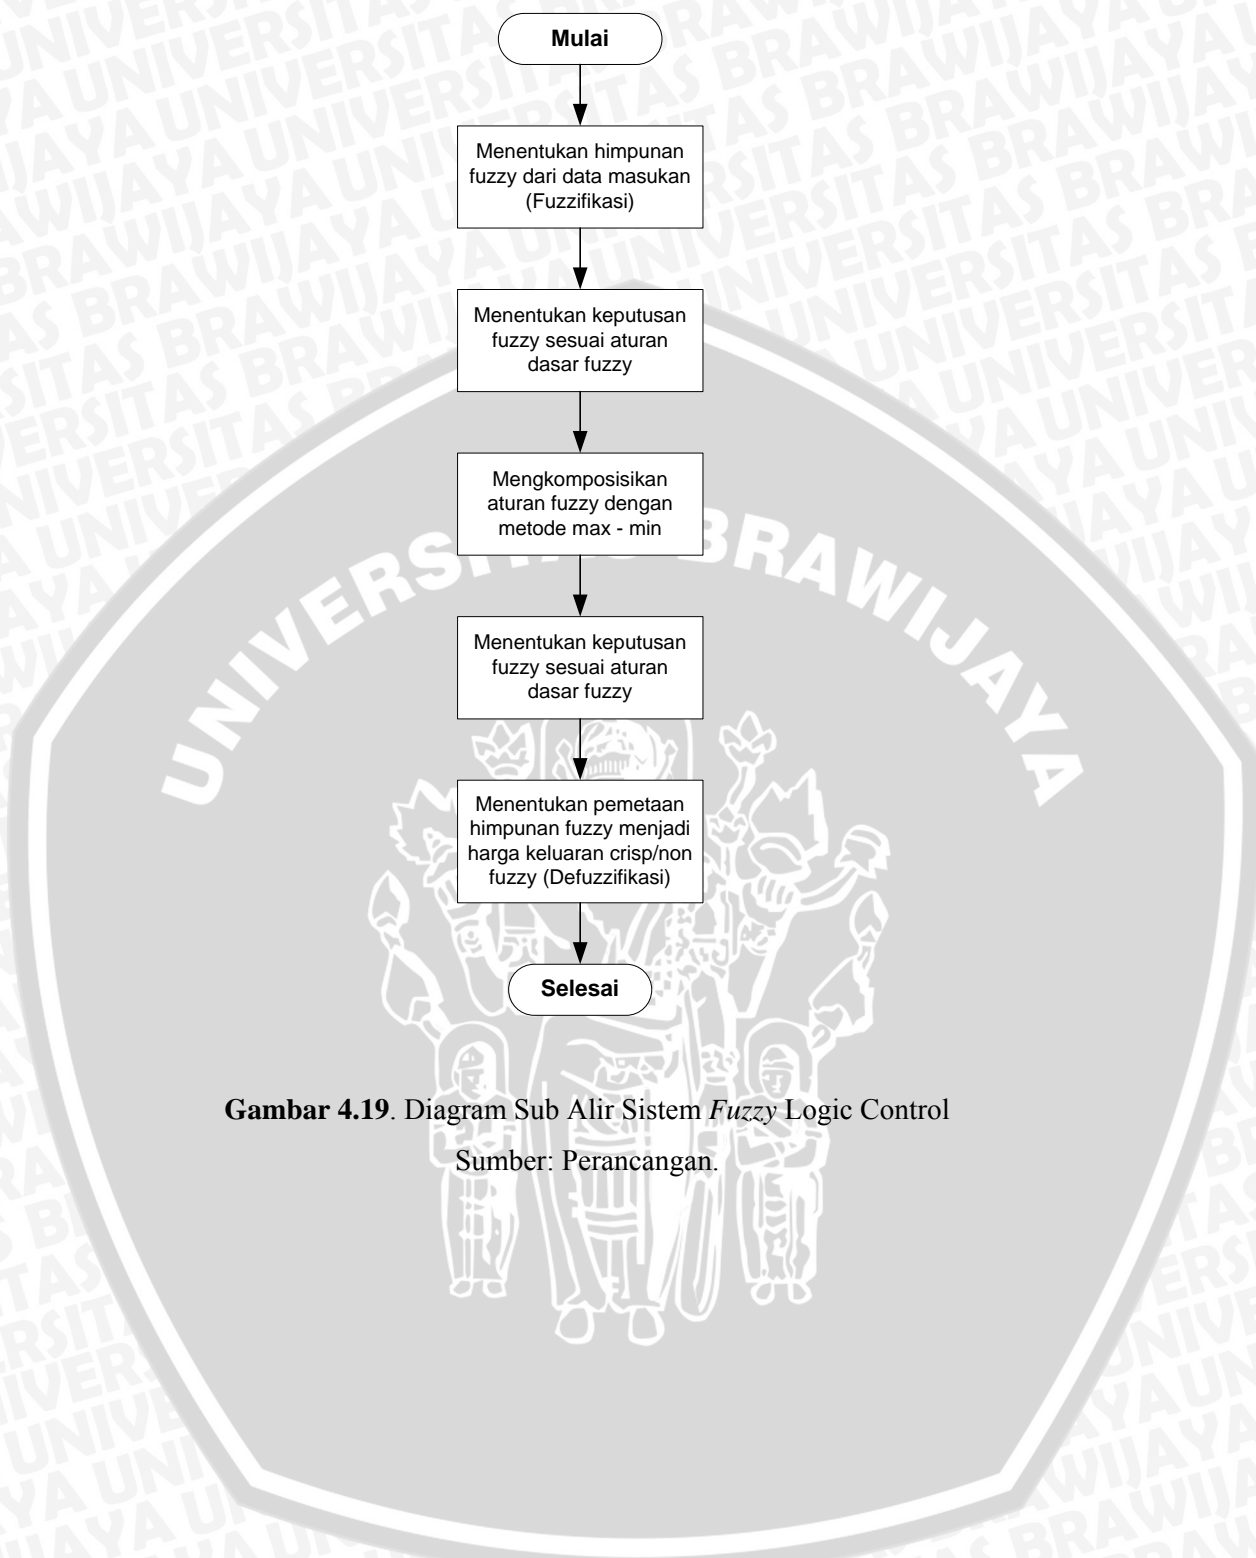 Mulai
Menentukan himpunan
fuzzy dari data masukan
(Fuzzifikasi)
Menentukan keputusan
fuzzy sesuai aturan
dasar fuzzy
Mengkomposisikan
aturan fuzzy dengan
metode max - min
UNIVERSITAS BRAWIJAYA
Menentukan keputusan
fuzzy sesuai aturan
dasar fuzzy
Menentukan pemetaan
himpunan fuzzy menjadi
harga keluaran crisp/non
fuzzy (Defuzzifikasi)
Selesai
Gambar 4.19. Diagram Sub Alir Sistem Fuzzy Logic Control
Sumber: Perancangan.